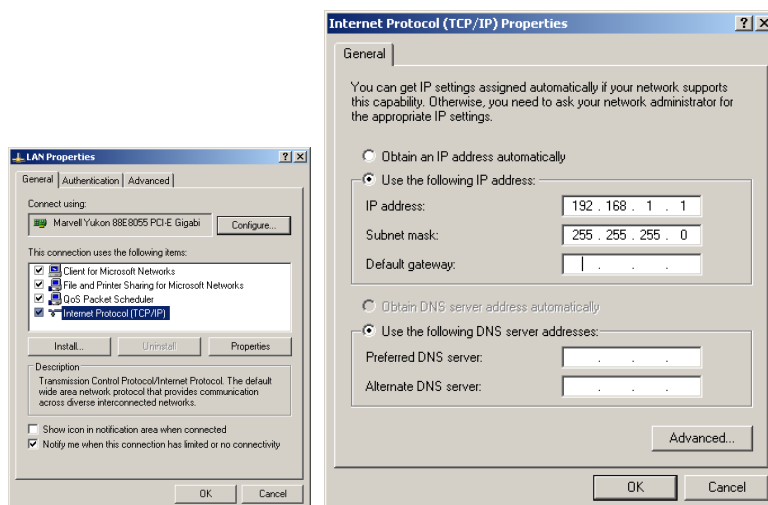 LAN Properties
General
Authentication
Advanced
Connect using:
Marvell Yukon 88E8055 PCI-E Gigabi
Configure...
This connection uses the following items:
Client for Microsoft Networks
File and Printer Sharing for Microsoft Networks
QoS Packet Scheduler
Internet Protocol (TCP/IP)
Install...
Uninstall
Properties
Description
Transmission Control Protocol/Internet Protocol. The default
wide area network protocol that provides communication
across diverse interconnected networks.
Show icon in notification area when connected
Notify me when this connection has limited or no connectivity
OK
Cancel
Internet Protocol (TCP/IP) Properties
General
You can get IP settings assigned automatically if your network supports
this capability. Otherwise, you need to ask your network administrator for
the appropriate IP settings.
Obtain an IP address automatically
Use the following IP address:
IP address: 192 . 168 . 1 . 1
Subnet mask: 255 . 255 . 255 . 0
Default gateway: . . .
Obtain DNS server address automatically
Use the following DNS server addresses:
Preferred DNS server: . . .
Alternate DNS server: . . .
Advanced...
OK
Cancel